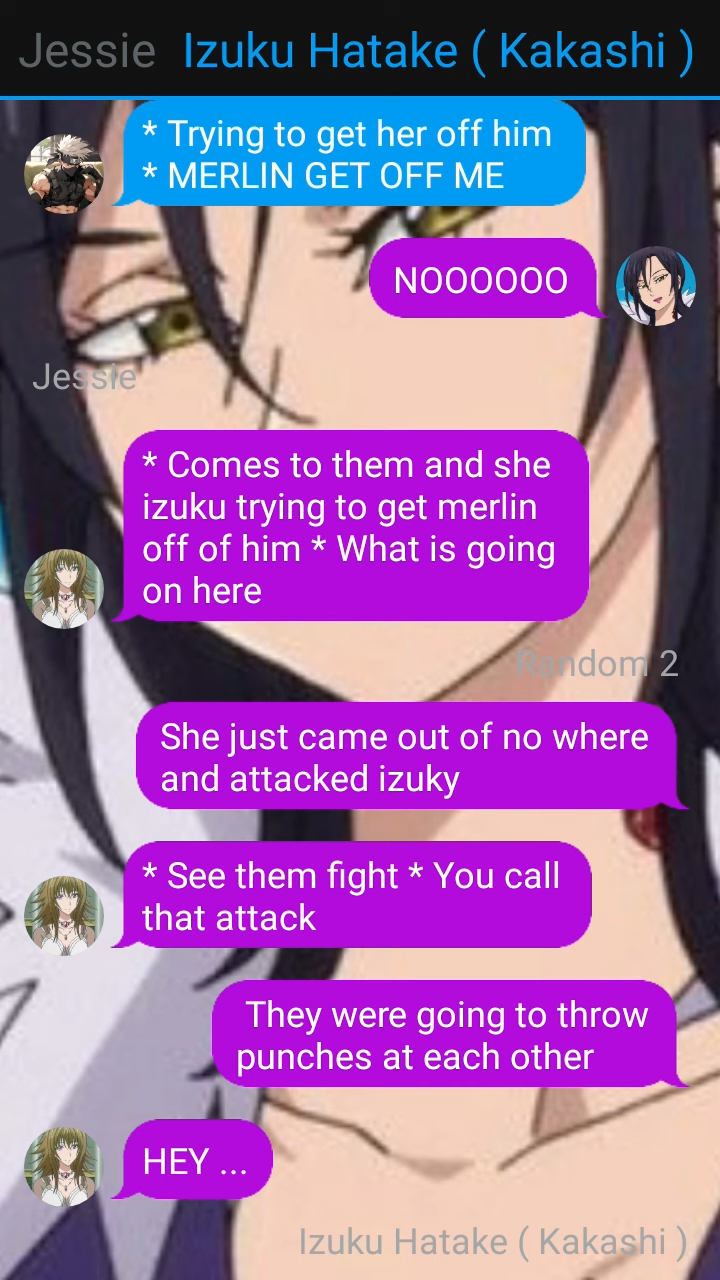 Jessie Izuku Hatake ( Kakashi )
* Trying to get her off him
* MERLIN GET OFF ME
NOOOOOO
Jessie
* Comes to them and she
izuku trying to get merlin
off of him * What is going
on here
Random 2
She just came out of no where
and attacked izuky
* See them fight * You call
that attack
They were going to throw
punches at each other
HEY ...
Izuku Hatake ( Kakashi )